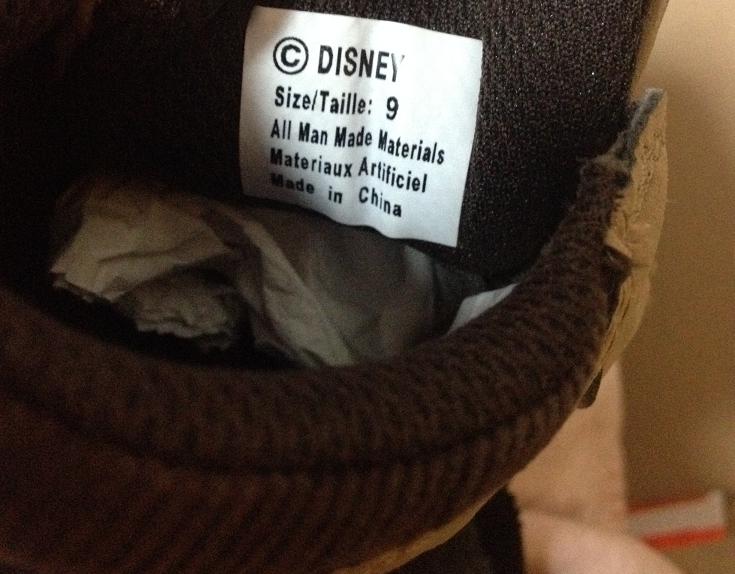 © DISNEY
Size/Taille: 9
All Man Made Materials
Materiaux Artificiel
Made in China